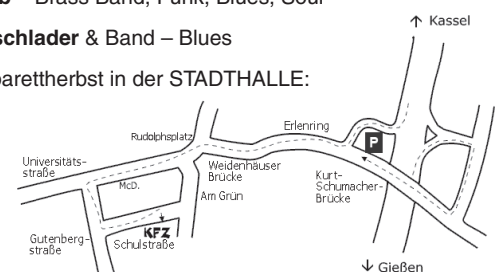 b – Brass Band, Funk, Blues, Soul
schlader & Band – Blues
parettherbst in der STADTHALLE:
↑ Kassel
Erlenring
Rudolphsplatz
P
Universitäts-
straße
Weidenhäuser
Brücke
McD.
Am Grün
Kurt-
Schumacher-
Brücke
KFZ
Gutenberg-
straße
Schulstraße
↓ Gießen